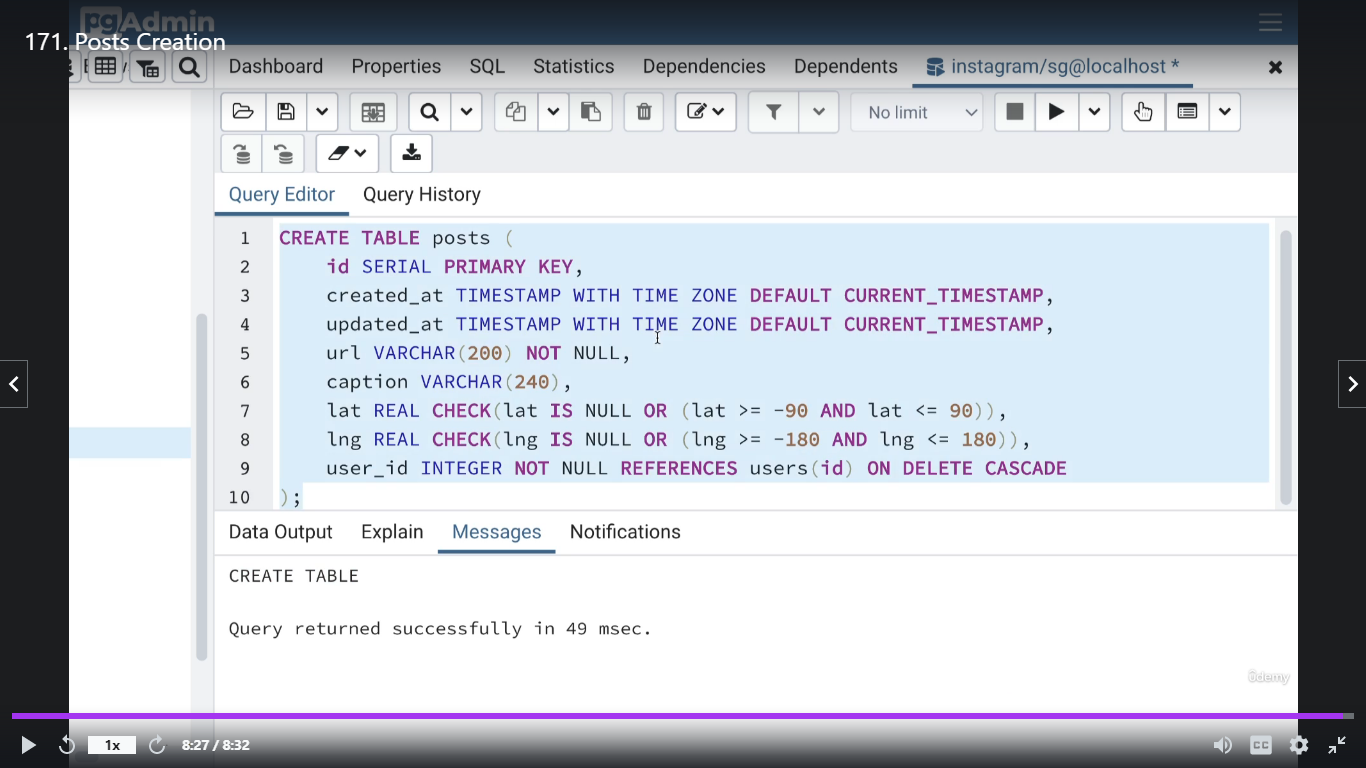 pgAdmin
171. Posts Creation
Dashboard Properties SQL Statistics Dependencies Dependents instagram/sg@localhost *
No limit
Query Editor Query History
1 CREATE TABLE posts (
2 id SERIAL PRIMARY KEY,
3 created_at TIMESTAMP WITH TIME ZONE DEFAULT CURRENT_TIMESTAMP,
4 updated_at TIMESTAMP WITH TIME ZONE DEFAULT CURRENT_TIMESTAMP,
5 url VARCHAR(200) NOT NULL,
6 caption VARCHAR(240),
7 lat REAL CHECK(lat IS NULL OR (lat >= -90 AND lat <= 90)),
8 lng REAL CHECK(lng IS NULL OR (lng >= -180 AND lng <= 180)),
9 user_id INTEGER NOT NULL REFERENCES users(id) ON DELETE CASCADE
10 );
Data Output Explain Messages Notifications
CREATE TABLE
Query returned successfully in 49 msec.
ûdemy
1x 8:27 / 8:32 CC